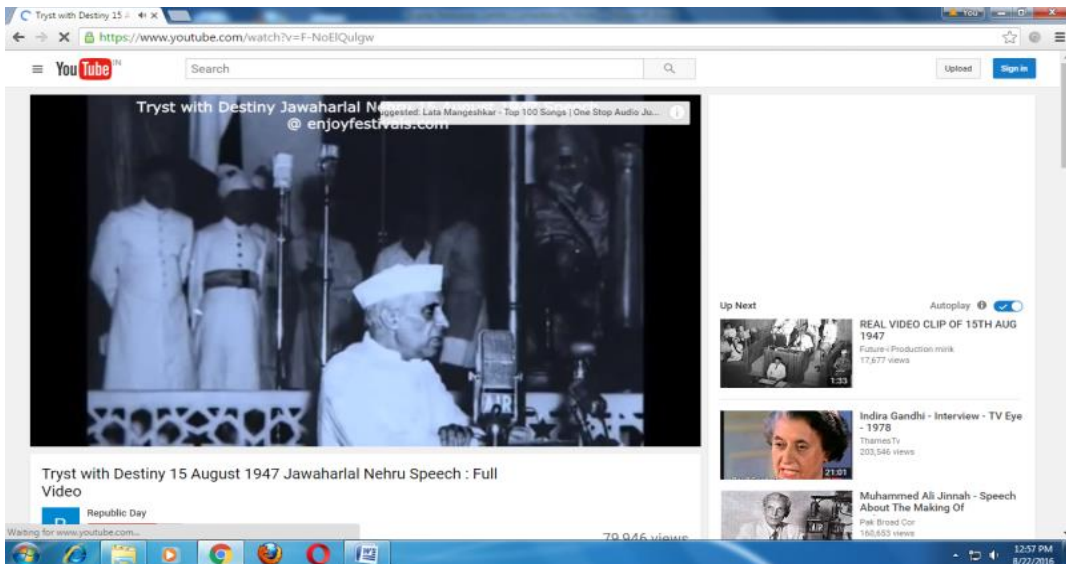 Tryst with Destiny 15
You
https://www.youtube.com/watch?v=F-NoElQulgw
YouTube IN
Search
Upload
Sign in
Tryst with Destiny Jawaharlal
@ enjoyfestivals.com
Lata Mangeshkar - Top 100 Songs | One Stop Audio Ju...
AIR
Up Next
Autoplay
REAL VIDEO CLIP OF 15TH AUG
1947
Future-i Production mirik
17,677 views
1:33
Indira Gandhi - Interview - TV Eye
- 1978
ThamesTv
203,546 views
21:01
Muhammed Ali Jinnah - Speech
About The Making Of
Pak Broad Cor
160,653 views
Tryst with Destiny 15 August 1947 Jawaharlal Nehru Speech : Full
Video
Republic Day
79,946 views
Waiting for www.youtube.com...
12:57 PM
8/22/2016